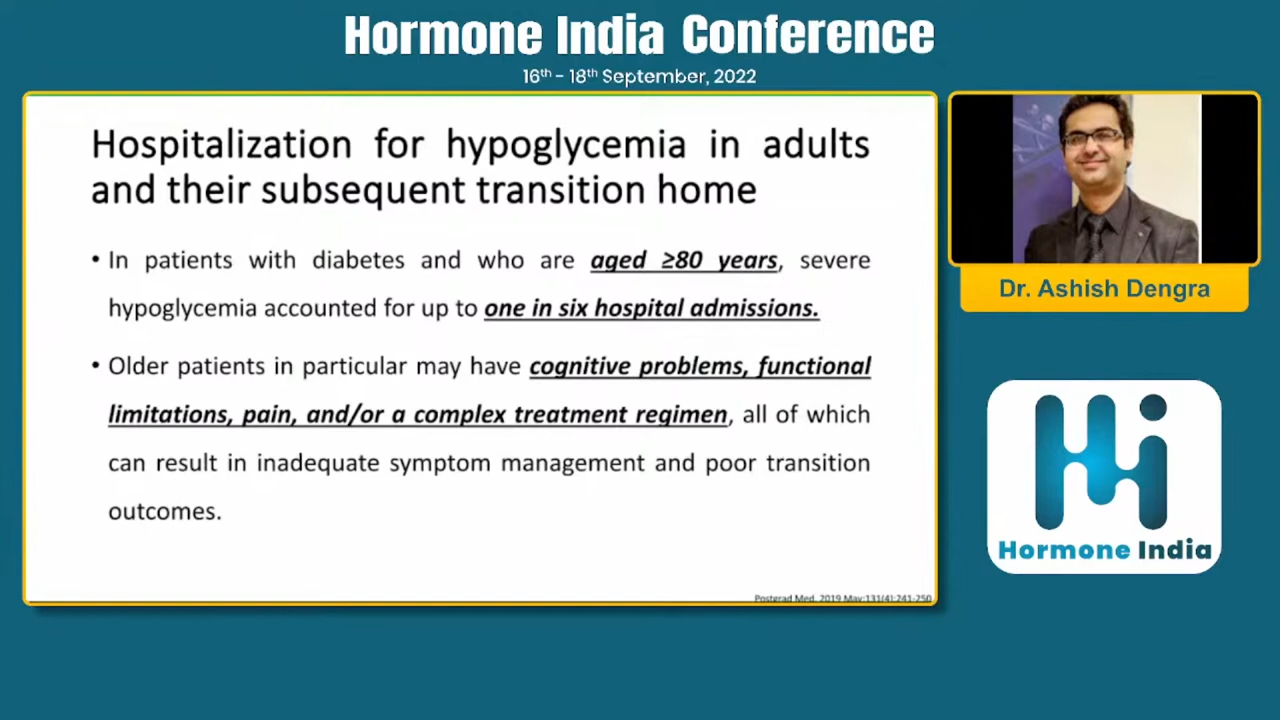 Hormone India Conference
16th - 18th September, 2022
Hospitalization for hypoglycemia in adults
and their subsequent transition home
• In patients with diabetes and who are aged ≥80 years, severe
hypoglycemia accounted for up to one in six hospital admissions.
• Older patients in particular may have cognitive problems, functional
limitations, pain, and/or a complex treatment regimen, all of which
can result in inadequate symptom management and poor transition
outcomes.
Postgrad Med. 2019 May;131(4):241-250
Dr. Ashish Dengra
Hormone India